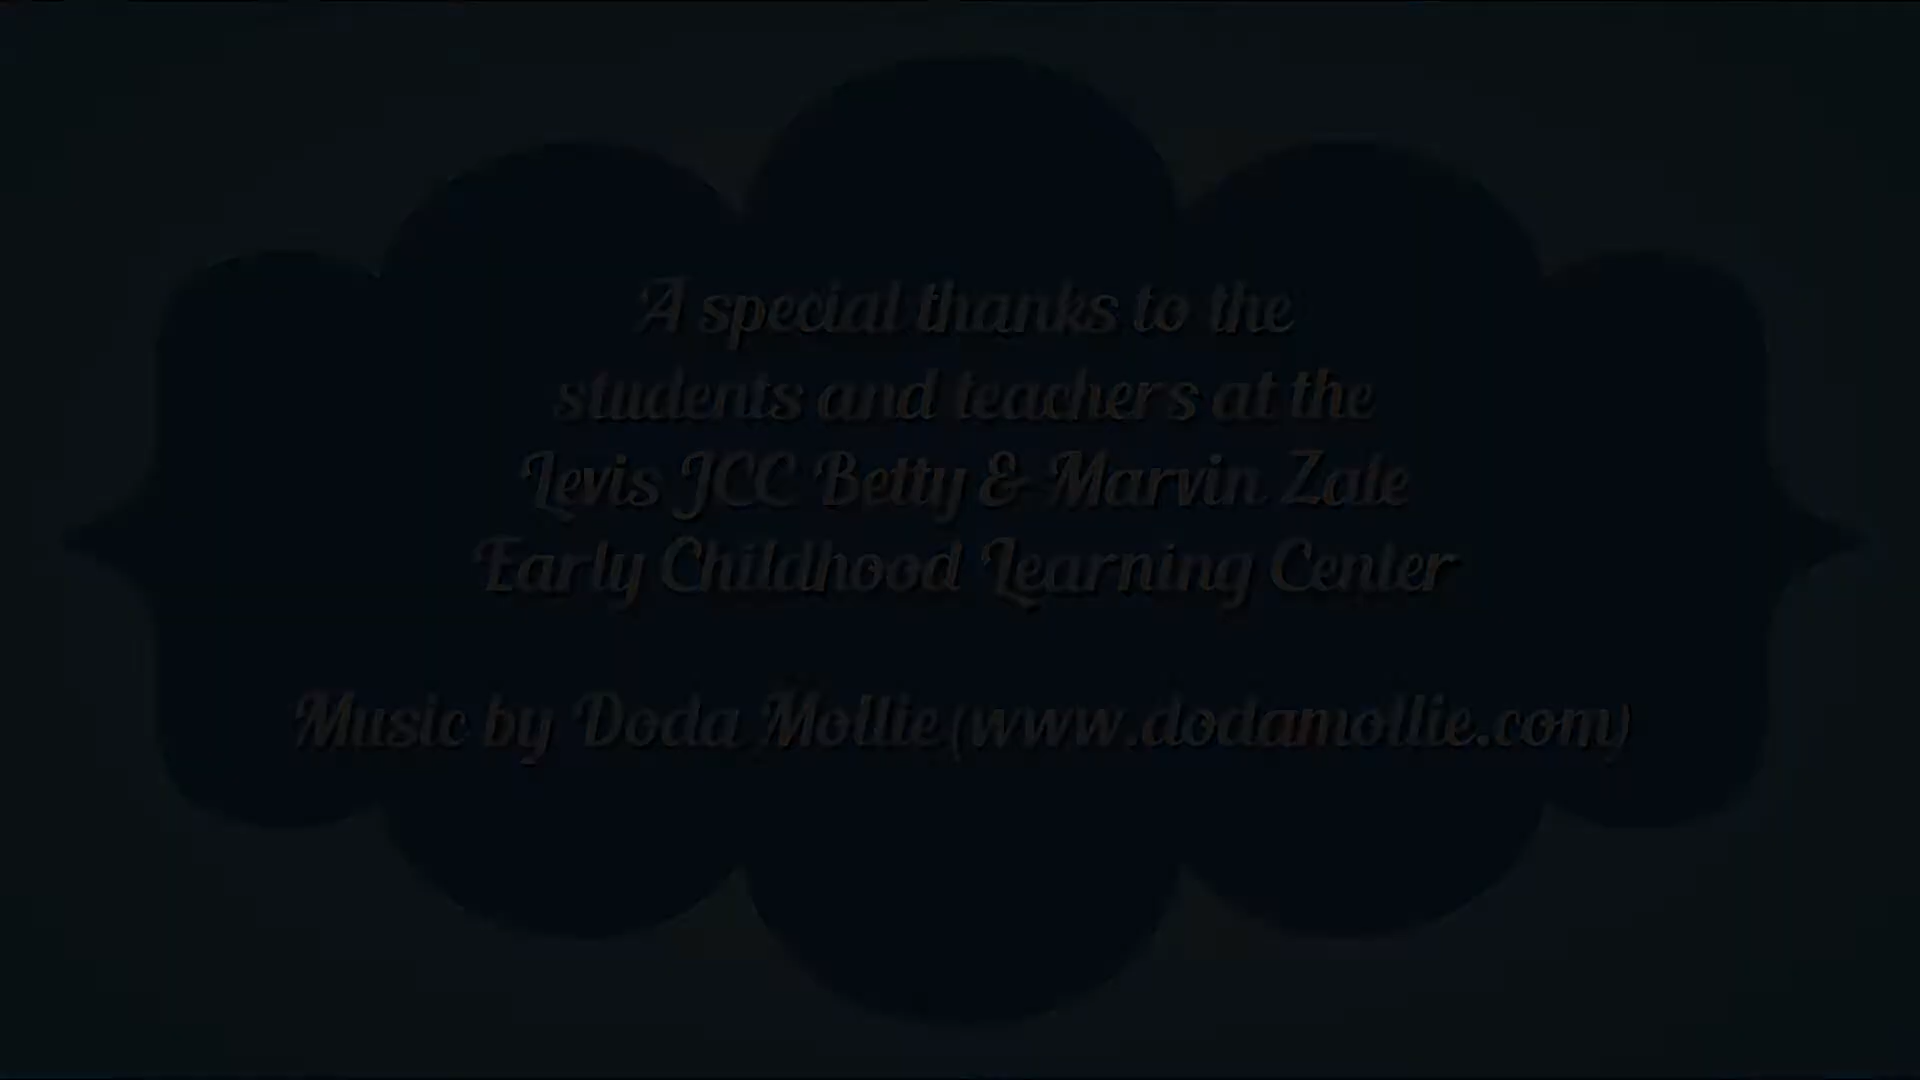 A special thanks to the
students and teachers at the
Levis JCC Betty & Marvin Zale
Early Childhood Learning Center
Music by Doda Mollie (www.dodamollie.com)